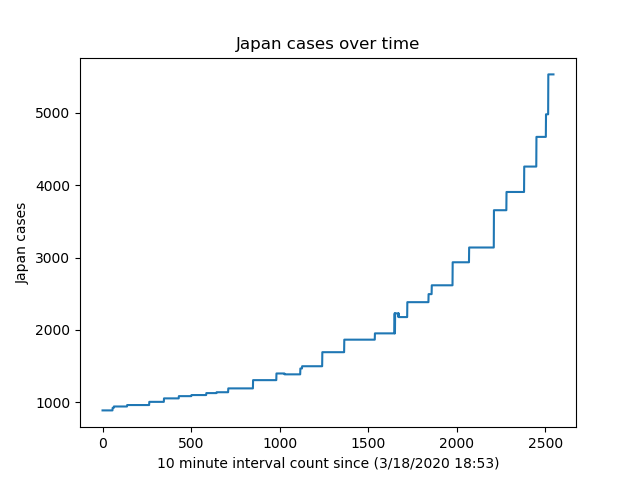 Japan cases over time
Japan cases
5000
4000
3000
2000
1000
0 500 1000 1500 2000 2500
10 minute interval count since (3/18/2020 18:53)